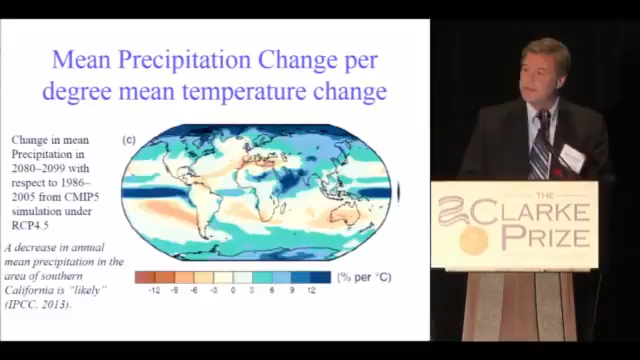 Mean Precipitation Change per
degree mean temperature change
Change in mean
Precipitation in
2080–2099 with
respect to 1986–
2005 from CMIP5
simulation under
RCP4.5
A decrease in annual
mean precipitation in the
area of southern
California is "likely"
(IPCC, 2013).
(c)
-12 -9 -6 -3 0 3 6 9 12 (% per °C)
THE
CLARKE
PRIZE